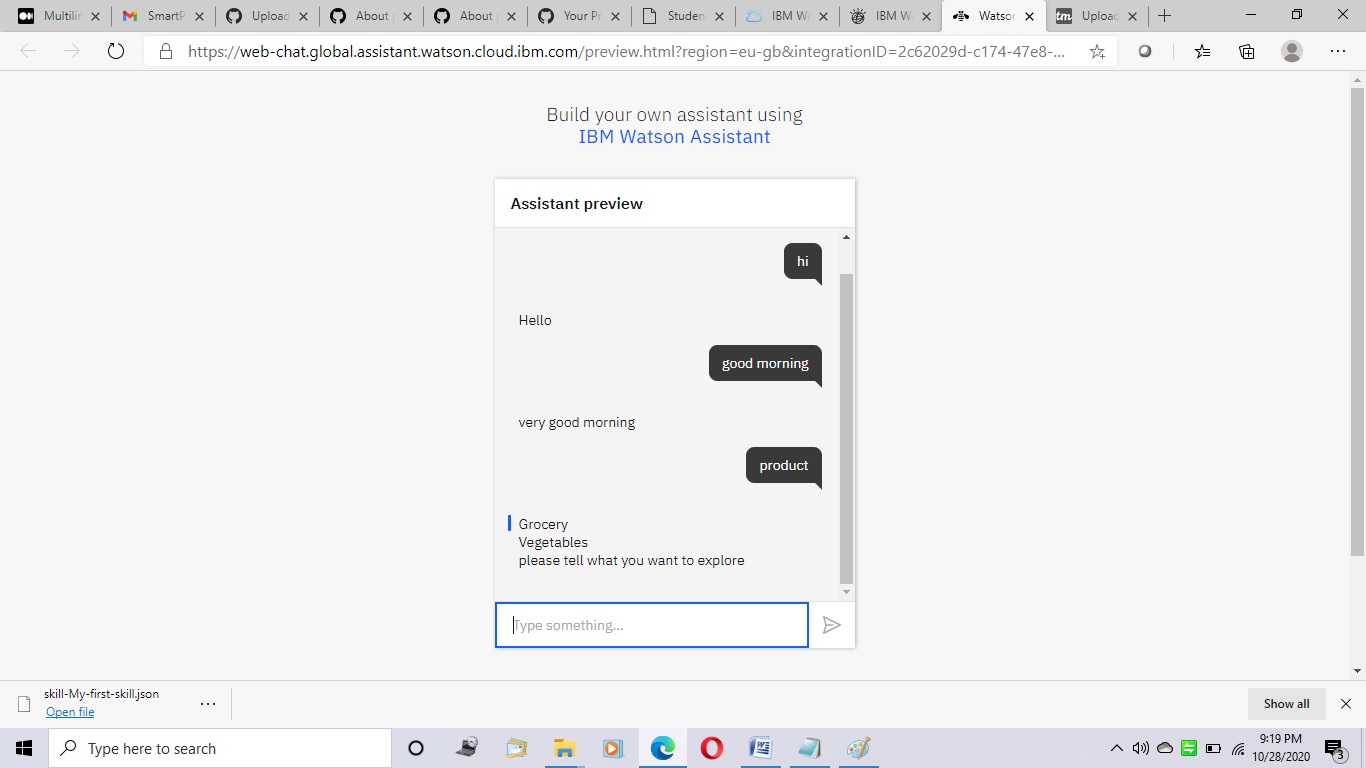 Multilin
SmartP
Upload
About
About
Your Pr
Studen
IBM W
IBM W
Watsor
tm Upload
https://web-chat.global.assistant.watson.cloud.ibm.com/preview.html?region=eu-gb&integrationID=2c62029d-c174-47e8-...
Build your own assistant using
IBM Watson Assistant
Assistant preview
hi
Hello
good morning
very good morning
product
Grocery
Vegetables
please tell what you want to explore
Type something...
skill-My-first-skill.json
Open file
Show all
Type here to search
9:19 PM
10/28/2020
3